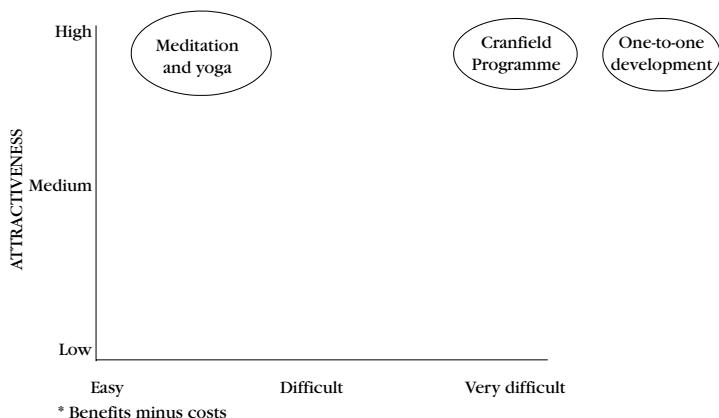 High
Meditation
and yoga
Cranfield
Programme
One-to-one
development
ATTRACTIVENESS
Medium
Low
Easy Difficult Very difficult
* Benefits minus costs